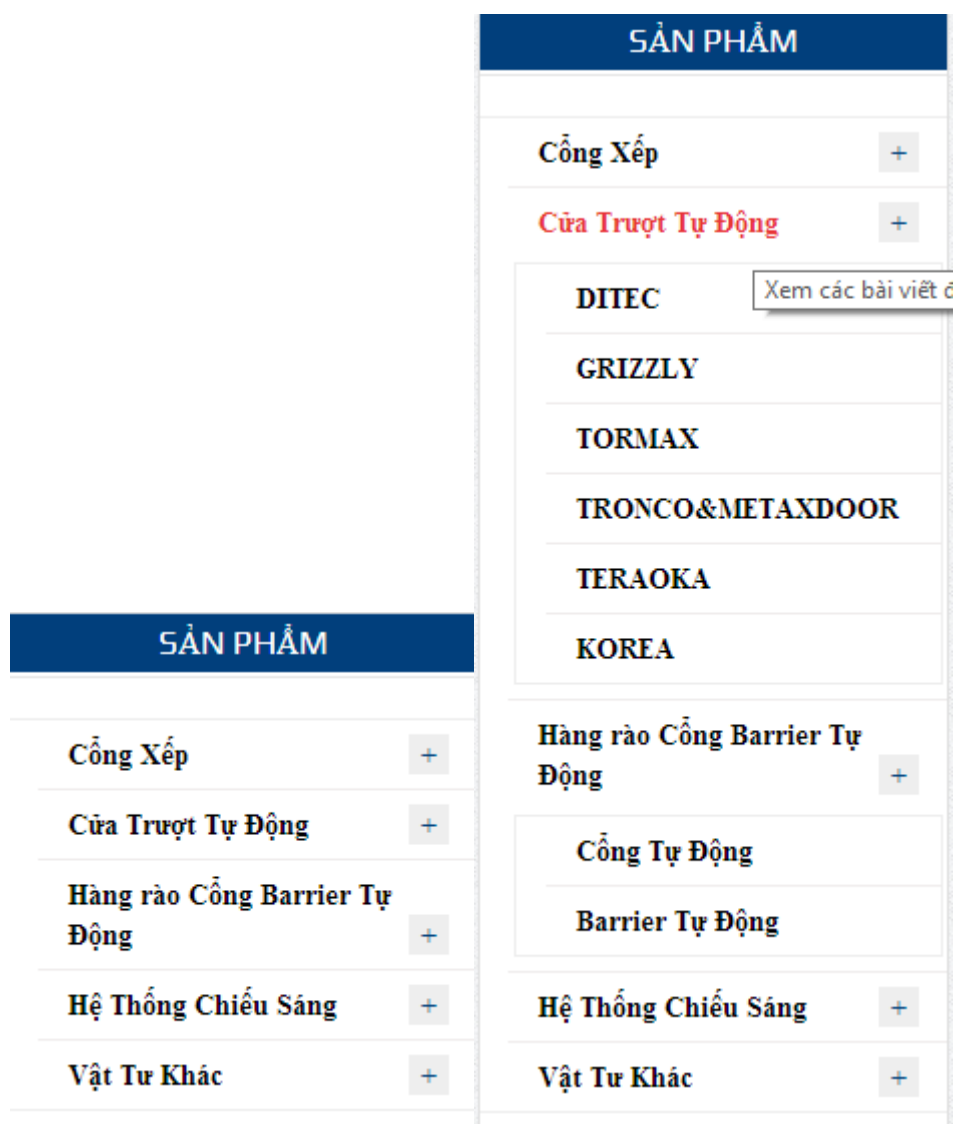 SẢN PHẨM
Cổng Xếp +
Cửa Trượt Tự Động +
Hàng rào Cổng Barrier Tự
Động +
Hệ Thống Chiếu Sáng +
Vật Tư Khác +
SẢN PHẨM
Cổng Xếp +
Cửa Trượt Tự Động +
Xem các bài viết
DITEC
GRIZZLY
TORMAX
TRONCO&METAXDOOR
TERAOKA
KOREA
Hàng rào Cổng Barrier Tự
Động +
Cổng Tự Động
Barrier Tự Động
Hệ Thống Chiếu Sáng +
Vật Tư Khác +